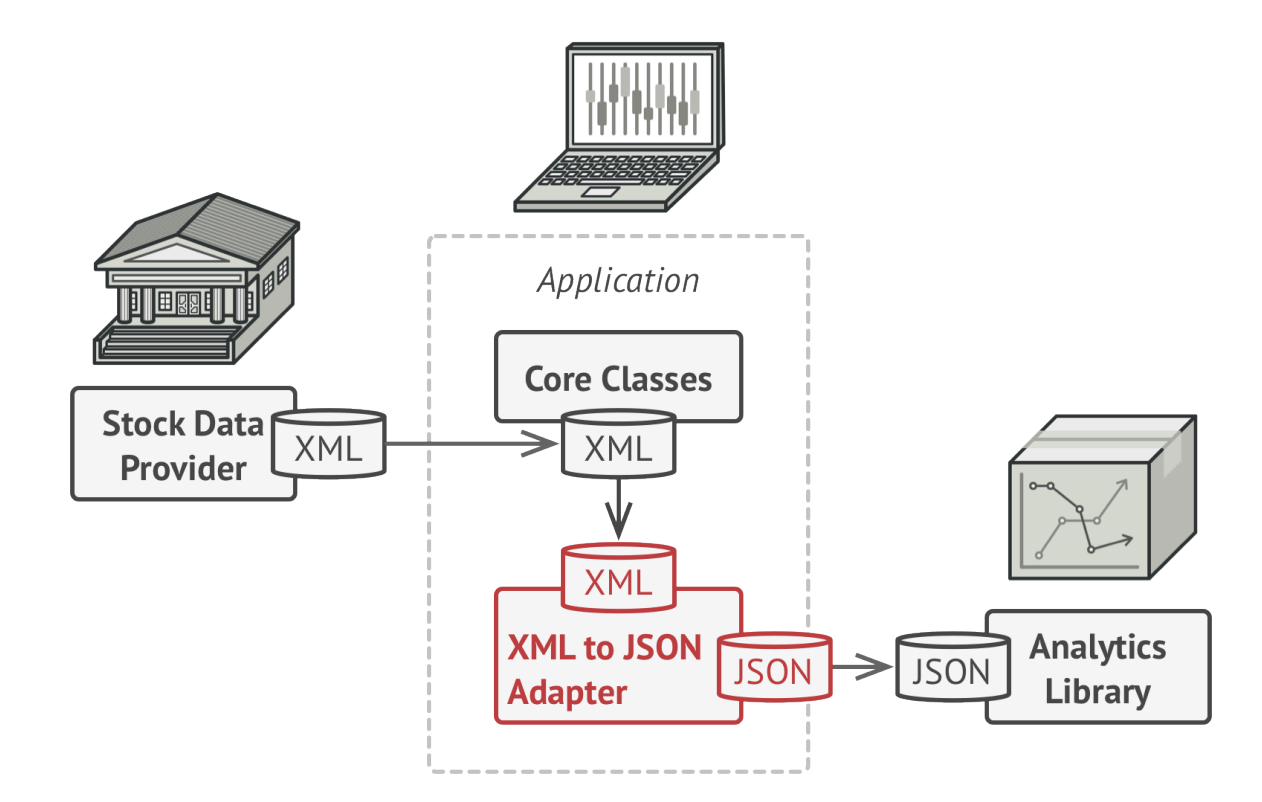 Application
Core Classes
Stock Data
Provider
XML
XML
XML
XML to JSON
Adapter
JSON
JSON
Analytics
Library